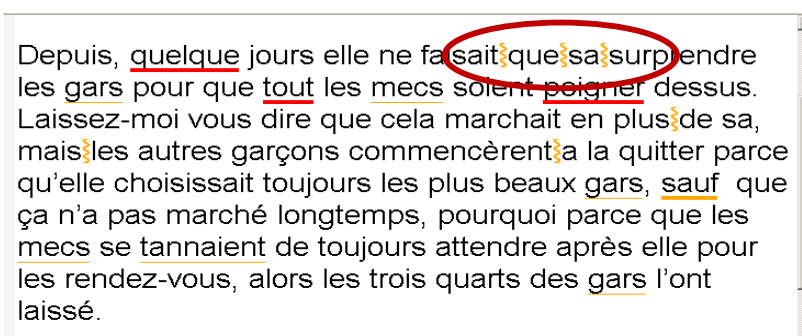 Depuis, quelque jours elle ne faisait que sa surprendre
les gars pour que tout les mecs soient peigner dessus.
Laissez-moi vous dire que cela marchait en plus de sa,
mais les autres garçons commencèrent a la quitter parce
qu'elle choisissait toujours les plus beaux gars, sauf que
ça n'a pas marché longtemps, pourquoi parce que les
mecs se tannaient de toujours attendre après elle pour
les rendez-vous, alors les trois quarts des gars l'ont
laissé.